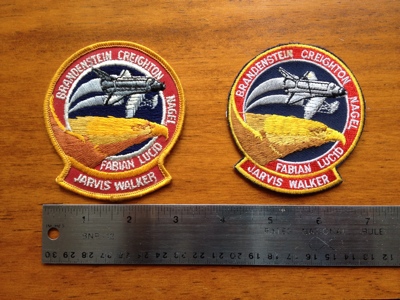 BRANDENSTEIN CREIGHTON NAGEL
FABIAN LUCID
JARVIS WALKER
BRANDENSTEIN CREIGHTON NAGEL
FABIAN LUCID
JARVIS WALKER
1 2 3 4 5 6 7